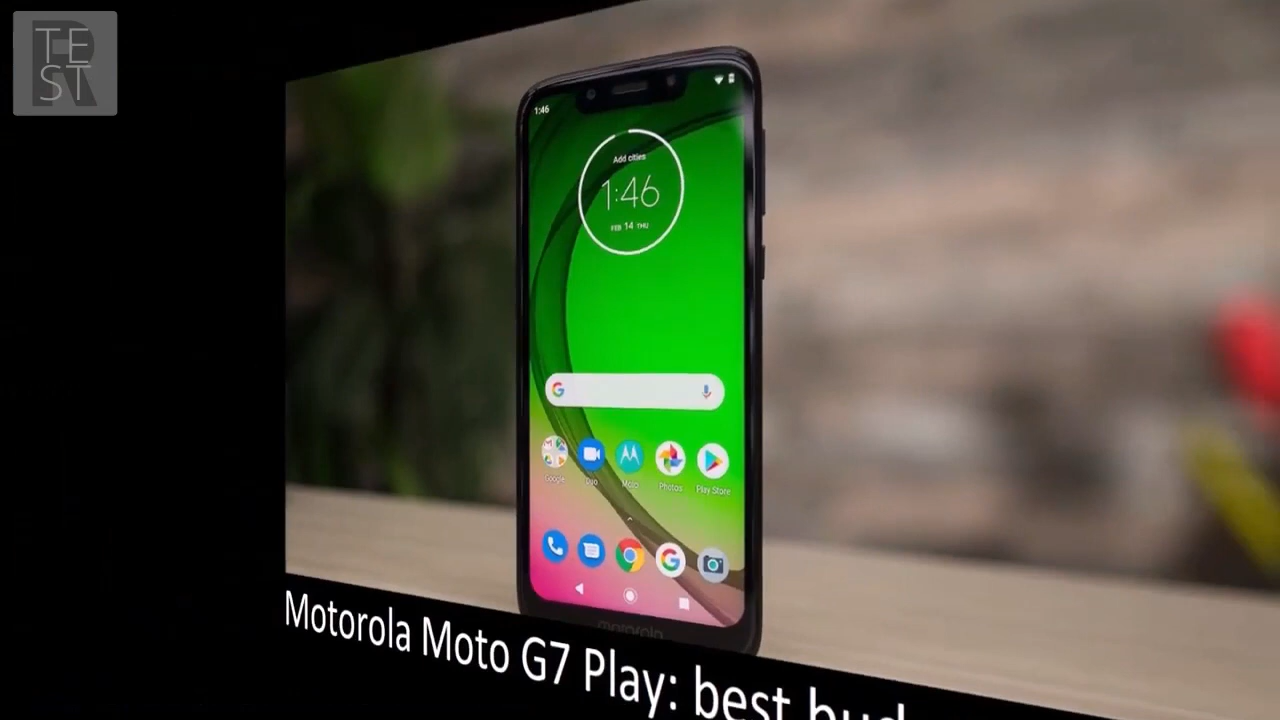 TE
ST
R
1:46
Add cities
1:46
FEB 14 THU
Google
Duo
Moto
Photos
Play Store
motorola
Motorola Moto G7 Play: best